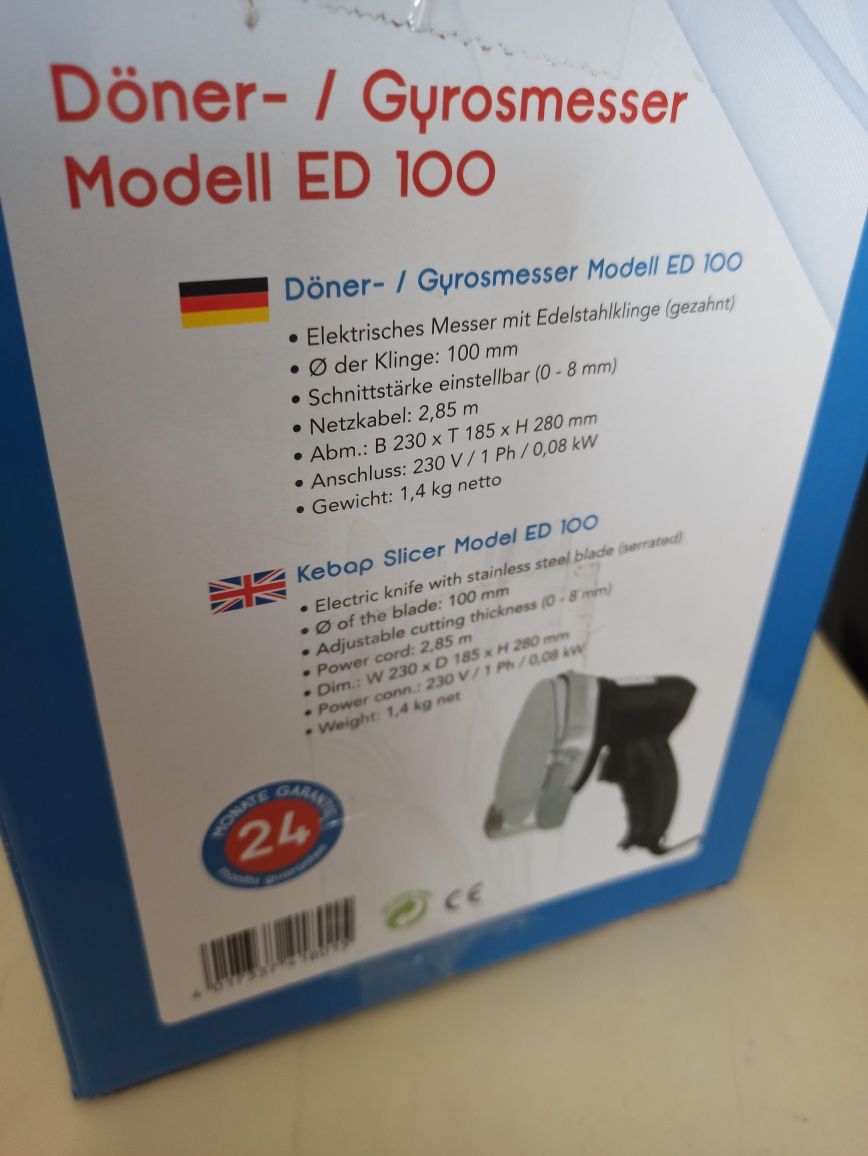 Döner- / Gyrosmesser
Modell ED 100
Döner- / Gyrosmesser Modell ED 100
• Elektrisches Messer mit Edelstahlklinge (gezahnt)
• Ø der Klinge: 100 mm
• Schnittstärke einstellbar (0 - 8 mm)
• Netzkabel: 2,85 m
• Abm.: B 230 x T 185 x H 280 mm
• Anschluss: 230 V / 1 Ph / 0,08 kW
• Gewicht: 1,4 kg netto
Kebap Slicer Model ED 100
• Electric knife with stainless steel blade (serrated)
• Ø of the blade: 100 mm
• Adjustable cutting thickness (0 - 8 mm)
• Power cord: 2,85 m
• Dim.: W 230 x D 185 x H 280 mm
• Power conn.: 230 V / 1 Ph / 0,08 kW
• Weight: 1,4 kg net
MONATE GARANTIE
24
months guarantee
CE